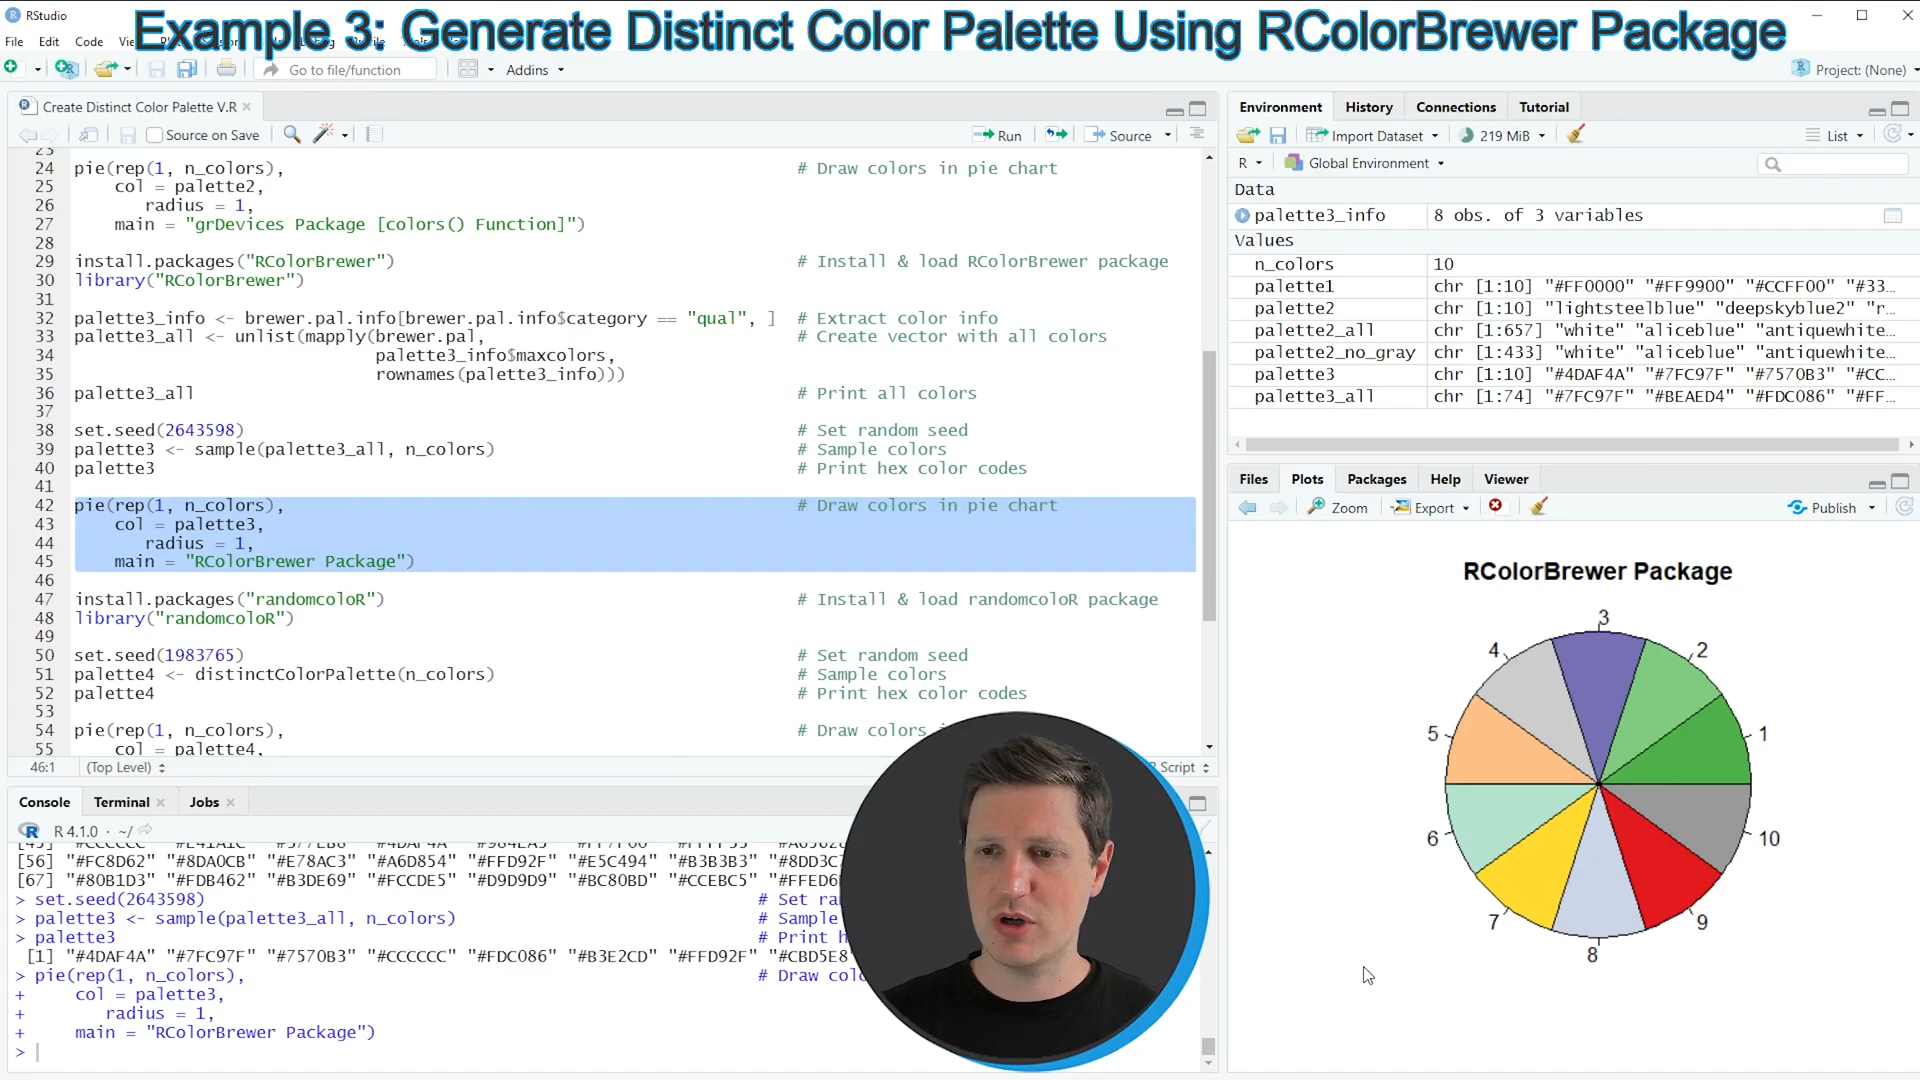 RStudio
Example 3: Generate Distinct Color Palette Using RColorBrewer Package
File Edit Code
Go to file/function
Addins
Project: (None)
Create Distinct Color Palette V.R
Source on Save
Run
Source
23
24 pie(rep(1, n_colors), # Draw colors in pie chart
25 col = palette2,
26 radius = 1,
27 main = "grDevices Package [colors() Function]")
28
29 install.packages("RColorBrewer") # Install & load RColorBrewer package
30 library("RColorBrewer")
31
32 palette3_info <- brewer.pal.info[brewer.pal.info$category == "qual", ] # Extract color info
33 palette3_all <- unlist(mapply(brewer.pal, # Create vector with all colors
34 palette3_info$maxcolors,
35 rownames(palette3_info)))
36 palette3_all # Print all colors
37
38 set.seed(2643598) # Set random seed
39 palette3 <- sample(palette3_all, n_colors) # Sample colors
40 palette3 # Print hex color codes
41
42 pie(rep(1, n_colors), # Draw colors in pie chart
43 col = palette3,
44 radius = 1,
45 main = "RColorBrewer Package")
46
47 install.packages("randomcoloR") # Install & load randomcoloR package
48 library("randomcoloR")
49
50 set.seed(1983765) # Set random seed
51 palette4 <- distinctColorPalette(n_colors) # Sample colors
52 palette4 # Print hex color codes
53
54 pie(rep(1, n_colors), # Draw colors
55 col = palette4,
46:1 (Top Level) Script
Console Terminal Jobs
R 4.1.0 · ~/
[56] "#FC8D62" "#8DA0CB" "#E78AC3" "#A6D854" "#FFD92F" "#E5C494" "#B3B3B3" "#8DD3C7
[67] "#80B1D3" "#FDB462" "#B3DE69" "#FCCDE5" "#D9D9D9" "#BC80BD" "#CCEBC5" "#FFED6
> set.seed(2643598) # Set ra
> palette3 <- sample(palette3_all, n_colors) # Sample
> palette3 # Print h
[1] "#4DAF4A" "#7FC97F" "#7570B3" "#CCCCCC" "#FDC086" "#B3E2CD" "#FFD92F" "#CBD5E8"
> pie(rep(1, n_colors), # Draw colo
+ col = palette3,
+ radius = 1,
+ main = "RColorBrewer Package")
>
Environment History Connections Tutorial
Import Dataset 219 MiB List
R Global Environment
Data
palette3_info 8 obs. of 3 variables
Values
n_colors 10
palette1 chr [1:10] "#FF0000" "#FF9900" "#CCFF00" "#33…
palette2 chr [1:10] "lightsteelblue" "deepskyblue2" "r…
palette2_all chr [1:657] "white" "aliceblue" "antiquewhite…
palette2_no_gray chr [1:433] "white" "aliceblue" "antiquewhite…
palette3 chr [1:10] "#4DAF4A" "#7FC97F" "#7570B3" "#CC…
palette3_all chr [1:74] "#7FC97F" "#BEAED4" "#FDC086" "#FF…
Files Plots Packages Help Viewer
Zoom Export Publish
RColorBrewer Package
3
4 2
5 1
6 10
7 9
8